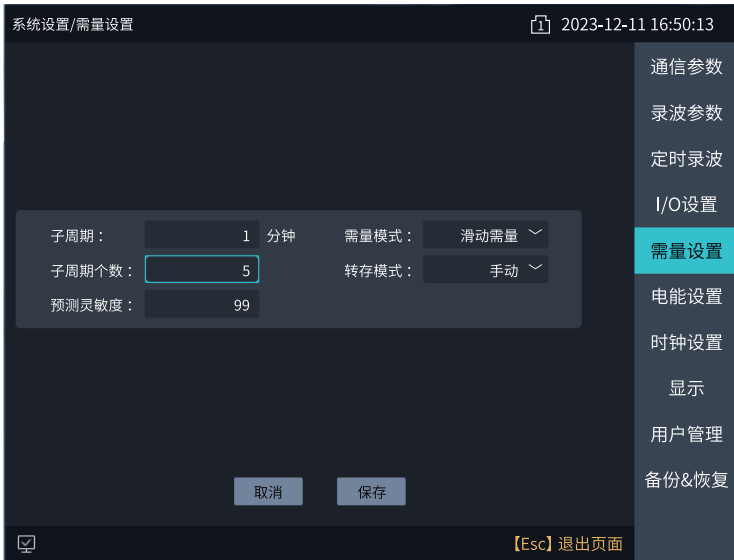 系统设置/需量设置
1 2023-12-11 16:50:13
通信参数
录波参数
定时录波
I/O设置
需量设置
电能设置
时钟设置
显示
用户管理
备份&恢复
子周期： 1 分钟 需量模式： 滑动需量
子周期个数： 5 转存模式： 手动
预测灵敏度： 99
取消 保存
【Esc】退出页面